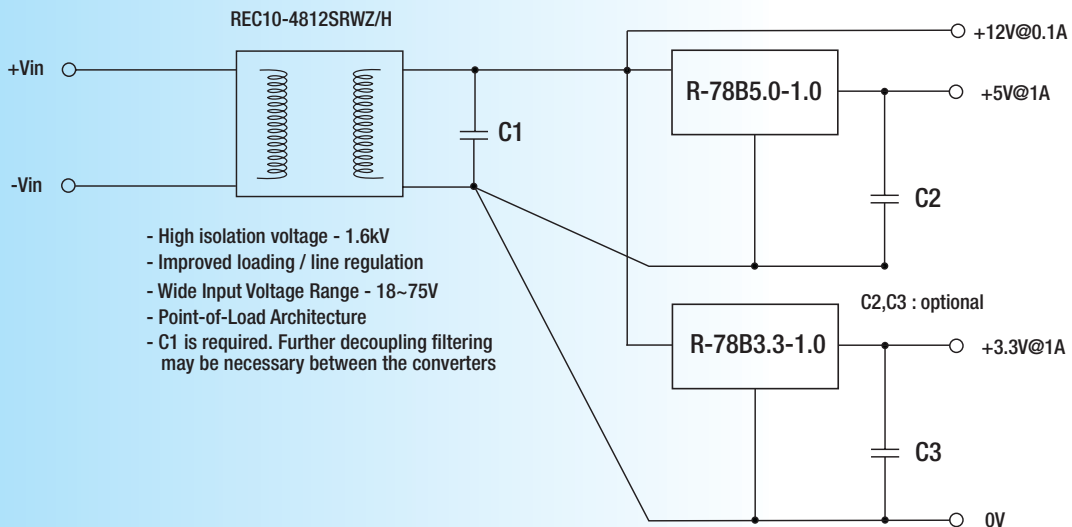 REC10-4812SRWZ/H
+12V@0.1A
+Vin
R-78B5.0-1.0
+5V@1A
C1
-Vin
C2
- High isolation voltage - 1.6kV
- Improved loading / line regulation
- Wide Input Voltage Range - 18~75V
- Point-of-Load Architecture
- C1 is required. Further decoupling filtering
may be necessary between the converters
C2,C3 : optional
R-78B3.3-1.0
+3.3V@1A
C3
0V